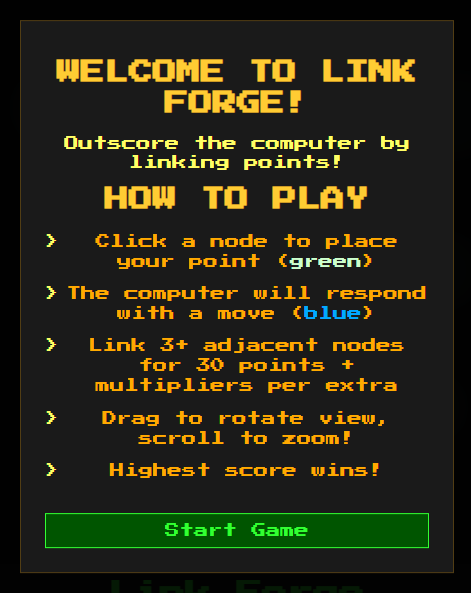 WELCOME TO LINK
FORGE!
Outscore the computer by
linking points!
HOW TO PLAY
❯ Click a node to place
your point (green)
❯ The computer will respond
with a move (blue)
❯ Link 3+ adjacent nodes
for 30 points +
multipliers per extra
❯ Drag to rotate view,
scroll to zoom!
❯ Highest score wins!
Start Game
Link Forge